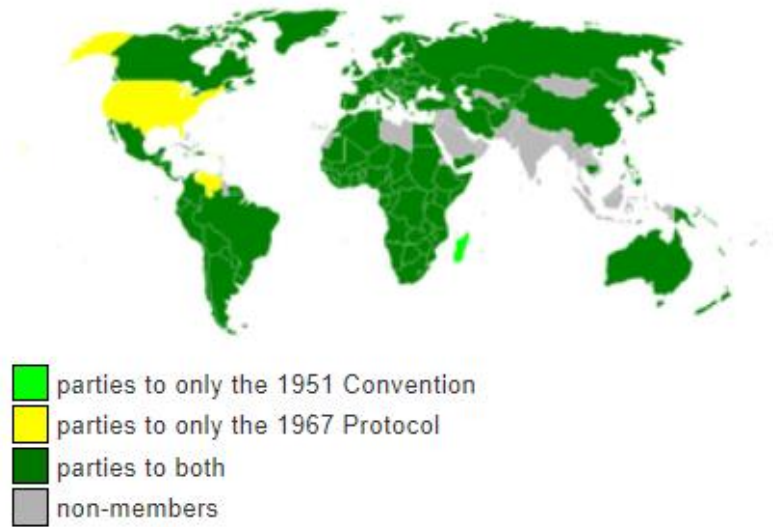 parties to only the 1951 Convention
parties to only the 1967 Protocol
parties to both
non-members